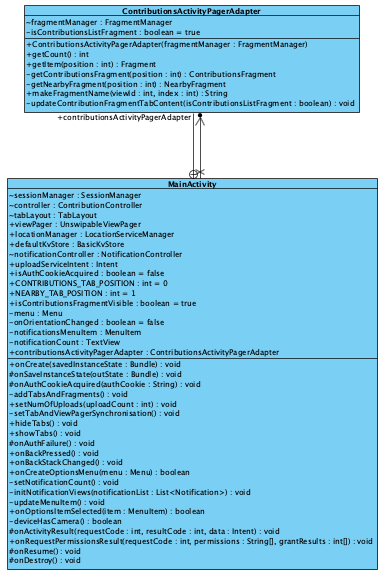 ContributionsActivityPagerAdapter
~fragmentManager : FragmentManager
-isContributionsListFragment : boolean = true
+ContributionsActivityPagerAdapter(fragmentManager : FragmentManager)
+getCount() : int
+getItem(position : int) : Fragment
-getContributionsFragment(position : int) : ContributionsFragment
-getNearbyFragment(position : int) : NearbyFragment
+makeFragmentName(viewId : int, index : int) : String
-updateContributionFragmentTabContent(isContributionsListFragment : boolean) : void
+contributionsActivityPagerAdapter
MainActivity
~sessionManager : SessionManager
~controller : ContributionController
~tabLayout : TabLayout
~viewPager : UnswipableViewPager
+locationManager : LocationServiceManager
+defaultKvStore : BasicKvStore
~notificationController : NotificationController
+uploadServiceIntent : Intent
+isAuthCookieAcquired : boolean = false
+CONTRIBUTIONS_TAB_POSITION : int = 0
+NEARBY_TAB_POSITION : int = 1
+isContributionsFragmentVisible : boolean = true
-menu : Menu
-onOrientationChanged : boolean = false
-notificationsMenuItem : MenuItem
-notificationCount : TextView
+contributionsActivityPagerAdapter : ContributionsActivityPagerAdapter
+onCreate(savedInstanceState : Bundle) : void
#onSaveInstanceState(outState : Bundle) : void
#onAuthCookieAcquired(authCookie : String) : void
-addTabsAndFragments() : void
+setNumOfUploads(uploadCount : int) : void
-setTabAndViewPagerSynchronisation() : void
+hideTabs() : void
+showTabs() : void
#onAuthFailure() : void
+onBackPressed() : void
+onBackStackChanged() : void
+onCreateOptionsMenu(menu : Menu) : boolean
-setNotificationCount() : void
-initNotificationViews(notificationList : List<Notification>) : void
-updateMenuItem() : void
+onOptionsItemSelected(item : MenuItem) : boolean
-deviceHasCamera() : boolean
#onActivityResult(requestCode : int, resultCode : int, data : Intent) : void
+onRequestPermissionsResult(requestCode : int, permissions : String[], grantResults : int[]) : void
#onResume() : void
#onDestroy() : void